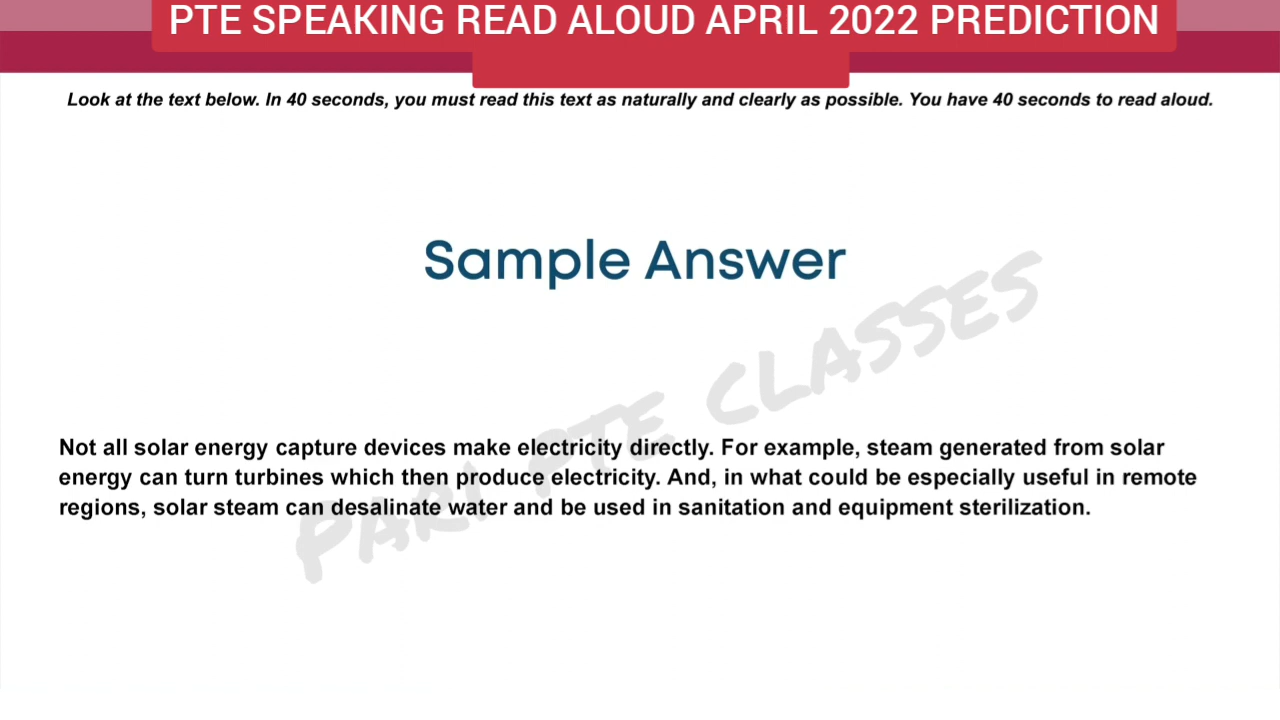 PTE SPEAKING READ ALOUD APRIL 2022 PREDICTION
Look at the text below. In 40 seconds, you must read this text as naturally and clearly as possible. You have 40 seconds to read aloud.
Sample Answer
PARI PTE CLASSES
Not all solar energy capture devices make electricity directly. For example, steam generated from solar
energy can turn turbines which then produce electricity. And, in what could be especially useful in remote
regions, solar steam can desalinate water and be used in sanitation and equipment sterilization.